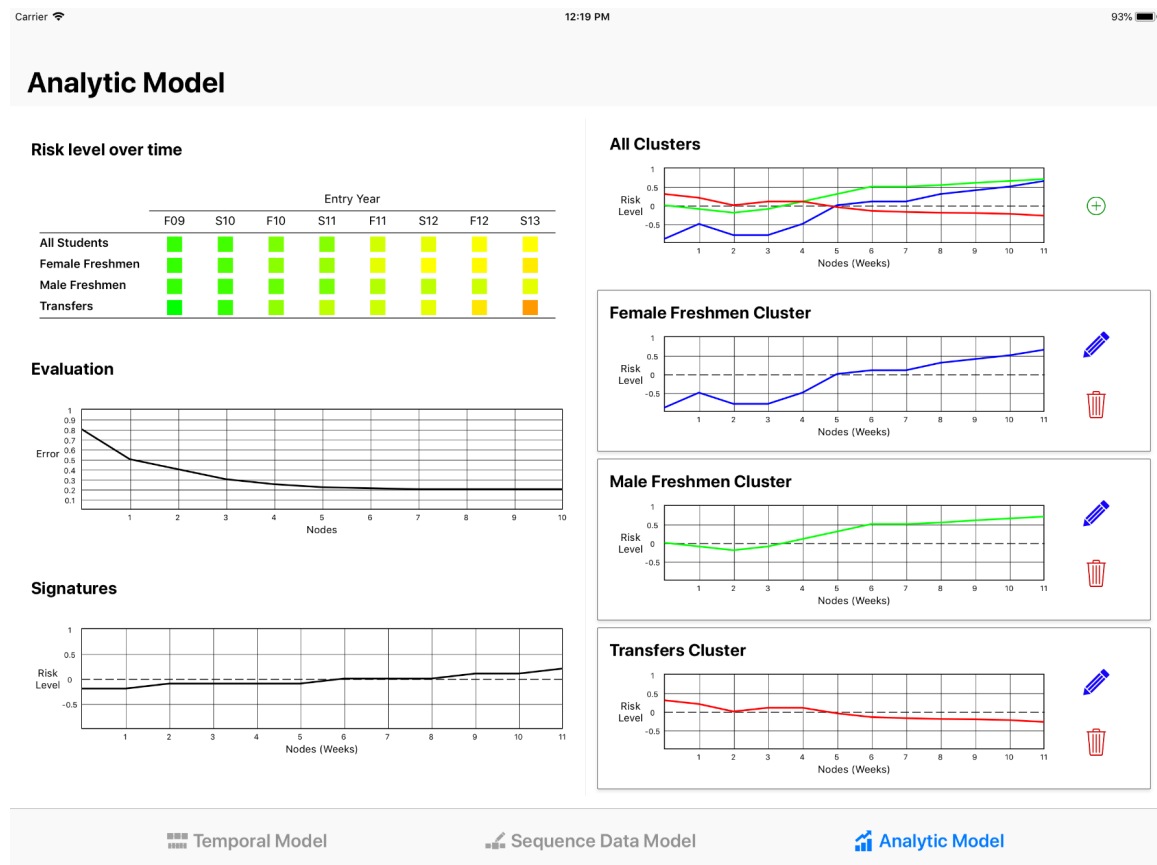 Carrier
12:19 PM
93%
Analytic Model
Risk level over time
Entry Year
F09 S10 F10 S11 F11 S12 F12 S13
All Students
Female Freshmen
Male Freshmen
Transfers
Evaluation
1
0.9
0.8
0.7
Error 0.6
0.5
0.4
0.3
0.2
0.1
1 2 3 4 5 6 7 8 9 10
Nodes
Signatures
1
0.5
Risk
Level
0
-0.5
1 2 3 4 5 6 7 8 9 10 11
Nodes (Weeks)
All Clusters
1
0.5
Risk
Level
0
-0.5
1 2 3 4 5 6 7 8 9 10 11
Nodes (Weeks)
Female Freshmen Cluster
1
0.5
Risk
Level
0
-0.5
1 2 3 4 5 6 7 8 9 10 11
Nodes (Weeks)
Male Freshmen Cluster
1
0.5
Risk
Level
0
-0.5
1 2 3 4 5 6 7 8 9 10 11
Nodes (Weeks)
Transfers Cluster
1
0.5
Risk
Level
0
-0.5
1 2 3 4 5 6 7 8 9 10 11
Nodes (Weeks)
Temporal Model
Sequence Data Model
Analytic Model